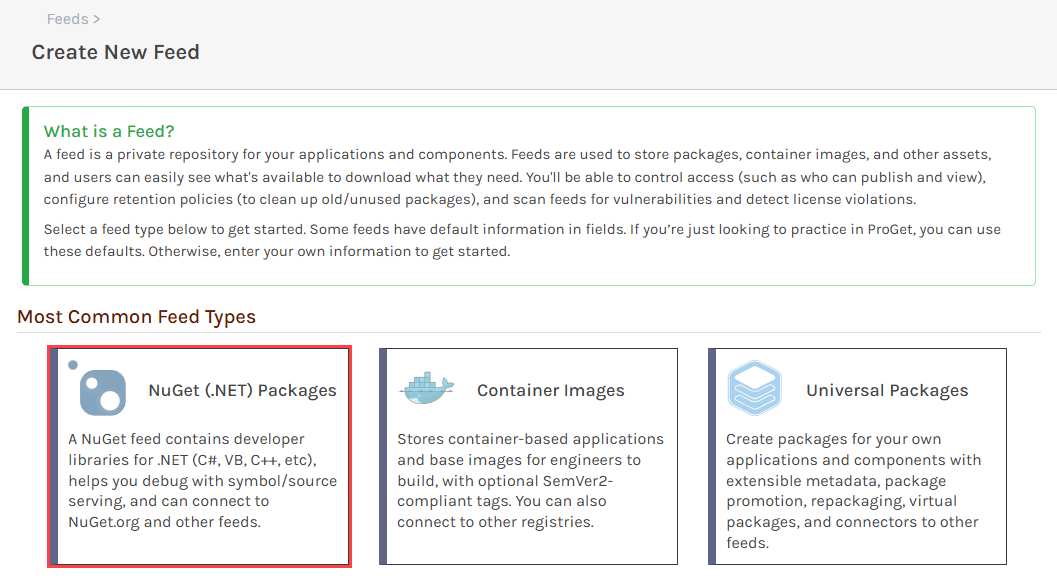 Feeds >
Create New Feed
What is a Feed?
A feed is a private repository for your applications and components. Feeds are used to store packages, container images, and other assets,
and users can easily see what's available to download what they need. You'll be able to control access (such as who can publish and view),
configure retention policies (to clean up old/unused packages), and scan feeds for vulnerabilities and detect license violations.
Select a feed type below to get started. Some feeds have default information in fields. If you’re just looking to practice in ProGet, you can use
these defaults. Otherwise, enter your own information to get started.
Most Common Feed Types
NuGet (.NET) Packages
A NuGet feed contains developer
libraries for .NET (C#, VB, C++, etc),
helps you debug with symbol/source
serving, and can connect to
NuGet.org and other feeds.
Container Images
Stores container-based applications
and base images for engineers to
build, with optional SemVer2-
compliant tags. You can also
connect to other registries.
Universal Packages
Create packages for your own
applications and components with
extensible metadata, package
promotion, repackaging, virtual
packages, and connectors to other
feeds.